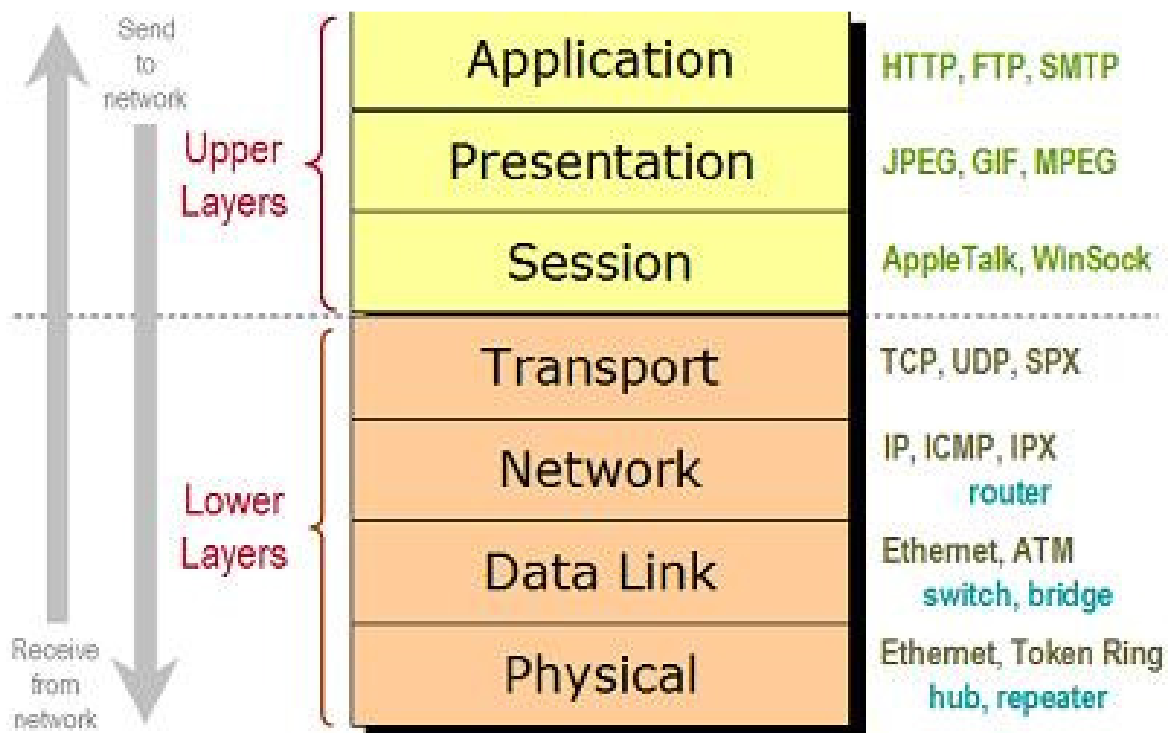 Send
to
network
Upper
Layers
Application
HTTP, FTP, SMTP
Presentation
JPEG, GIF, MPEG
Session
AppleTalk, WinSock
Lower
Layers
Transport
TCP, UDP, SPX
Network
IP, ICMP, IPX
router
Data Link
Ethernet, ATM
switch, bridge
Physical
Ethernet, Token Ring
hub, repeater
Receive
from
network